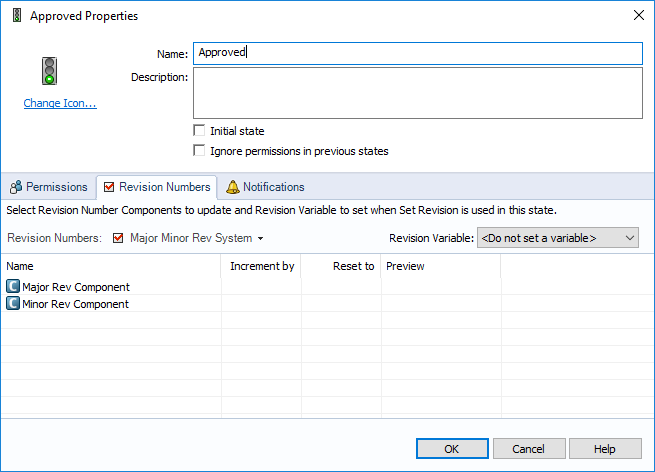 Approved Properties
Name: Approved
Change Icon...
Description:
Initial state
Ignore permissions in previous states
Permissions Revision Numbers Notifications
Select Revision Number Components to update and Revision Variable to set when Set Revision is used in this state.
Revision Numbers: Major Minor Rev System Revision Variable: <Do not set a variable>
Name Increment by Reset to Preview
C Major Rev Component
C Minor Rev Component
OK Cancel Help